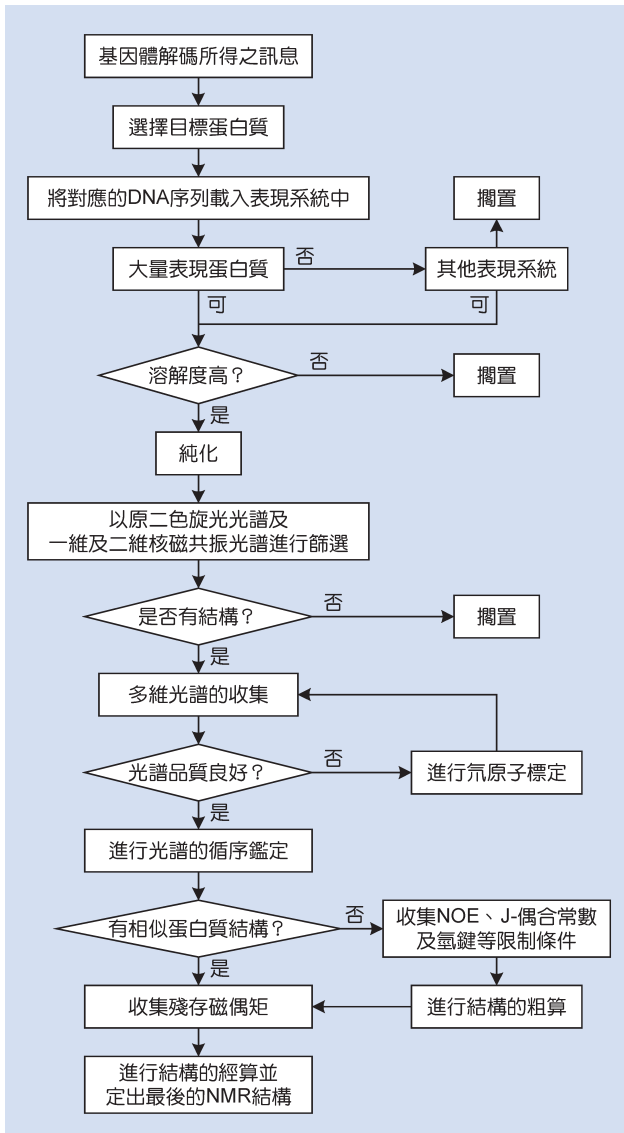 基因體解碼所得之訊息
選擇目標蛋白質
將對應的DNA序列載入表現系統中
擱置
大量表現蛋白質
否
其他表現系統
可
可
溶解度高？
否
擱置
是
純化
以原二色旋光光譜及
一維及二維核磁共振光譜進行篩選
是否有結構？
否
擱置
是
多維光譜的收集
光譜品質良好？
否
進行氘原子標定
是
進行光譜的循序鑑定
有相似蛋白質結構？
否
收集NOE、J-偶合常數
及氫鍵等限制條件
是
收集殘存磁偶矩
進行結構的粗算
進行結構的經算並
定出最後的NMR結構